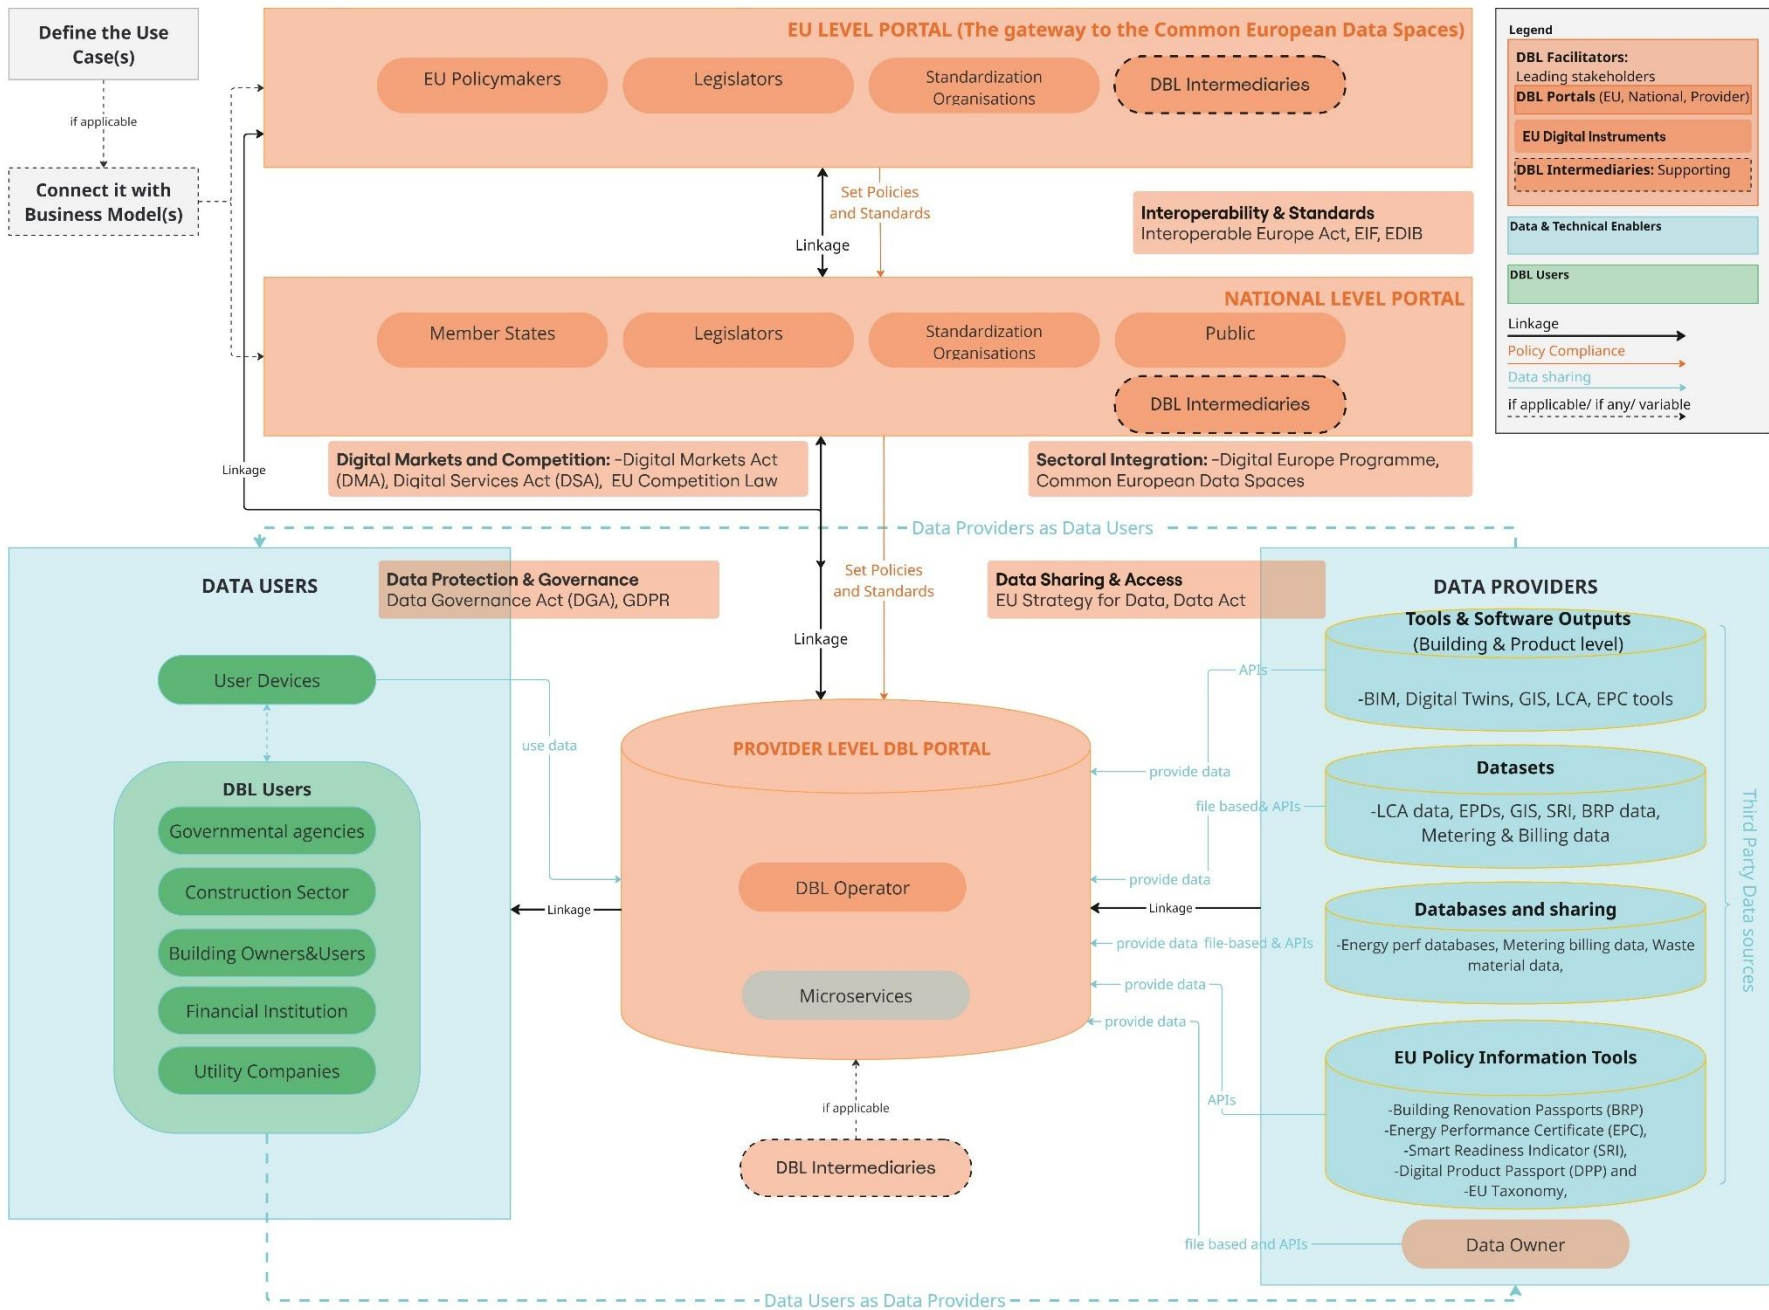 Define the Use
Case(s)
if applicable
Connect it with
Business Model(s)
EU LEVEL PORTAL (The gateway to the Common European Data Spaces)
EU Policymakers
Legislators
Standardization
Organisations
DBL Intermediaries
Set Policies
and Standards
Linkage
Interoperability & Standards
Interoperable Europe Act, EIF, EDIB
NATIONAL LEVEL PORTAL
Member States
Legislators
Standardization
Organisations
Public
DBL Intermediaries
Legend
DBL Facilitators:
Leading stakeholders
DBL Portals (EU, National, Provider)
EU Digital Instruments
DBL Intermediaries: Supporting
Data & Technical Enablers
DBL Users
Linkage
Policy Compliance
Data sharing
if applicable/ if any/ variable
Linkage
Digital Markets and Competition: -Digital Markets Act
(DMA), Digital Services Act (DSA), EU Competition Law
Sectoral Integration: -Digital Europe Programme,
Common European Data Spaces
Data Providers as Data Users
DATA USERS
Data Protection & Governance
Data Governance Act (DGA), GDPR
Set Policies
and Standards
Linkage
Data Sharing & Access
EU Strategy for Data, Data Act
User Devices
use data
DBL Users
Governmental agencies
Construction Sector
Building Owners&Users
Financial Institution
Utility Companies
Linkage
PROVIDER LEVEL DBL PORTAL
DBL Operator
Microservices
if applicable
DBL Intermediaries
APIs
provide data
file based& APIs
provide data
Linkage
provide data file-based & APIs
provide data
provide data
APIs
file based and APIs
DATA PROVIDERS
Tools & Software Outputs
(Building & Product level)
-BIM, Digital Twins, GIS, LCA, EPC tools
Datasets
-LCA data, EPDs, GIS, SRI, BRP data,
Metering & Billing data
Databases and sharing
-Energy perf databases, Metering billing data, Waste
material data,
EU Policy Information Tools
-Building Renovation Passports (BRP)
-Energy Performance Certificate (EPC),
-Smart Readiness Indicator (SRI),
-Digital Product Passport (DPP) and
-EU Taxonomy,
Third Party Data sources
Data Owner
Data Users as Data Providers